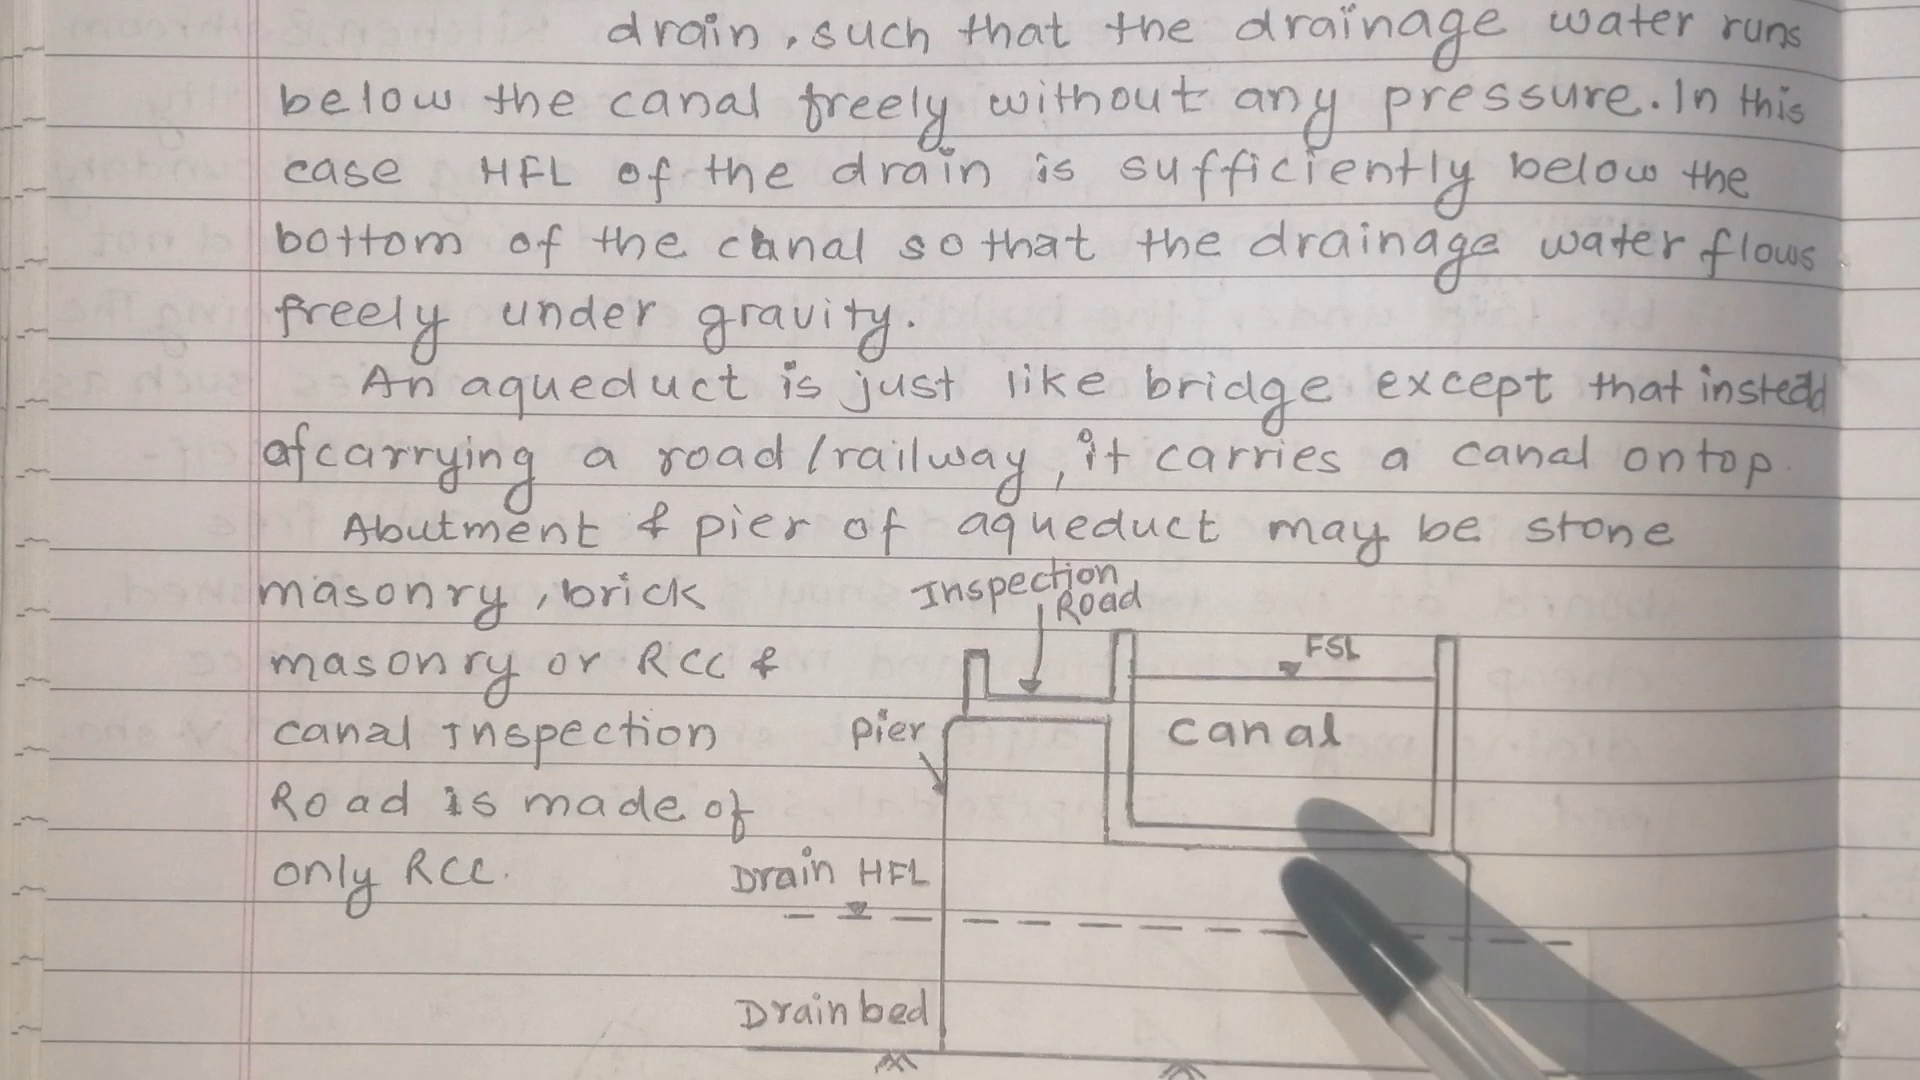 drain, such that the drainage water runs
below the canal freely without any pressure. In this
case HFL of the drain is sufficiently below the
bottom of the canal so that the drainage water flows
freely under gravity.
An aqueduct is just like bridge except that instead
of carrying a road/railway, it carries a canal on top.
Abutment & pier of aqueduct may be stone
masonry, brick
masonry or RCC &
canal Inspection
Road is made of
only RCC.
Inspection
Road
FSL
Pier
canal
Drain HFL
Drain bed